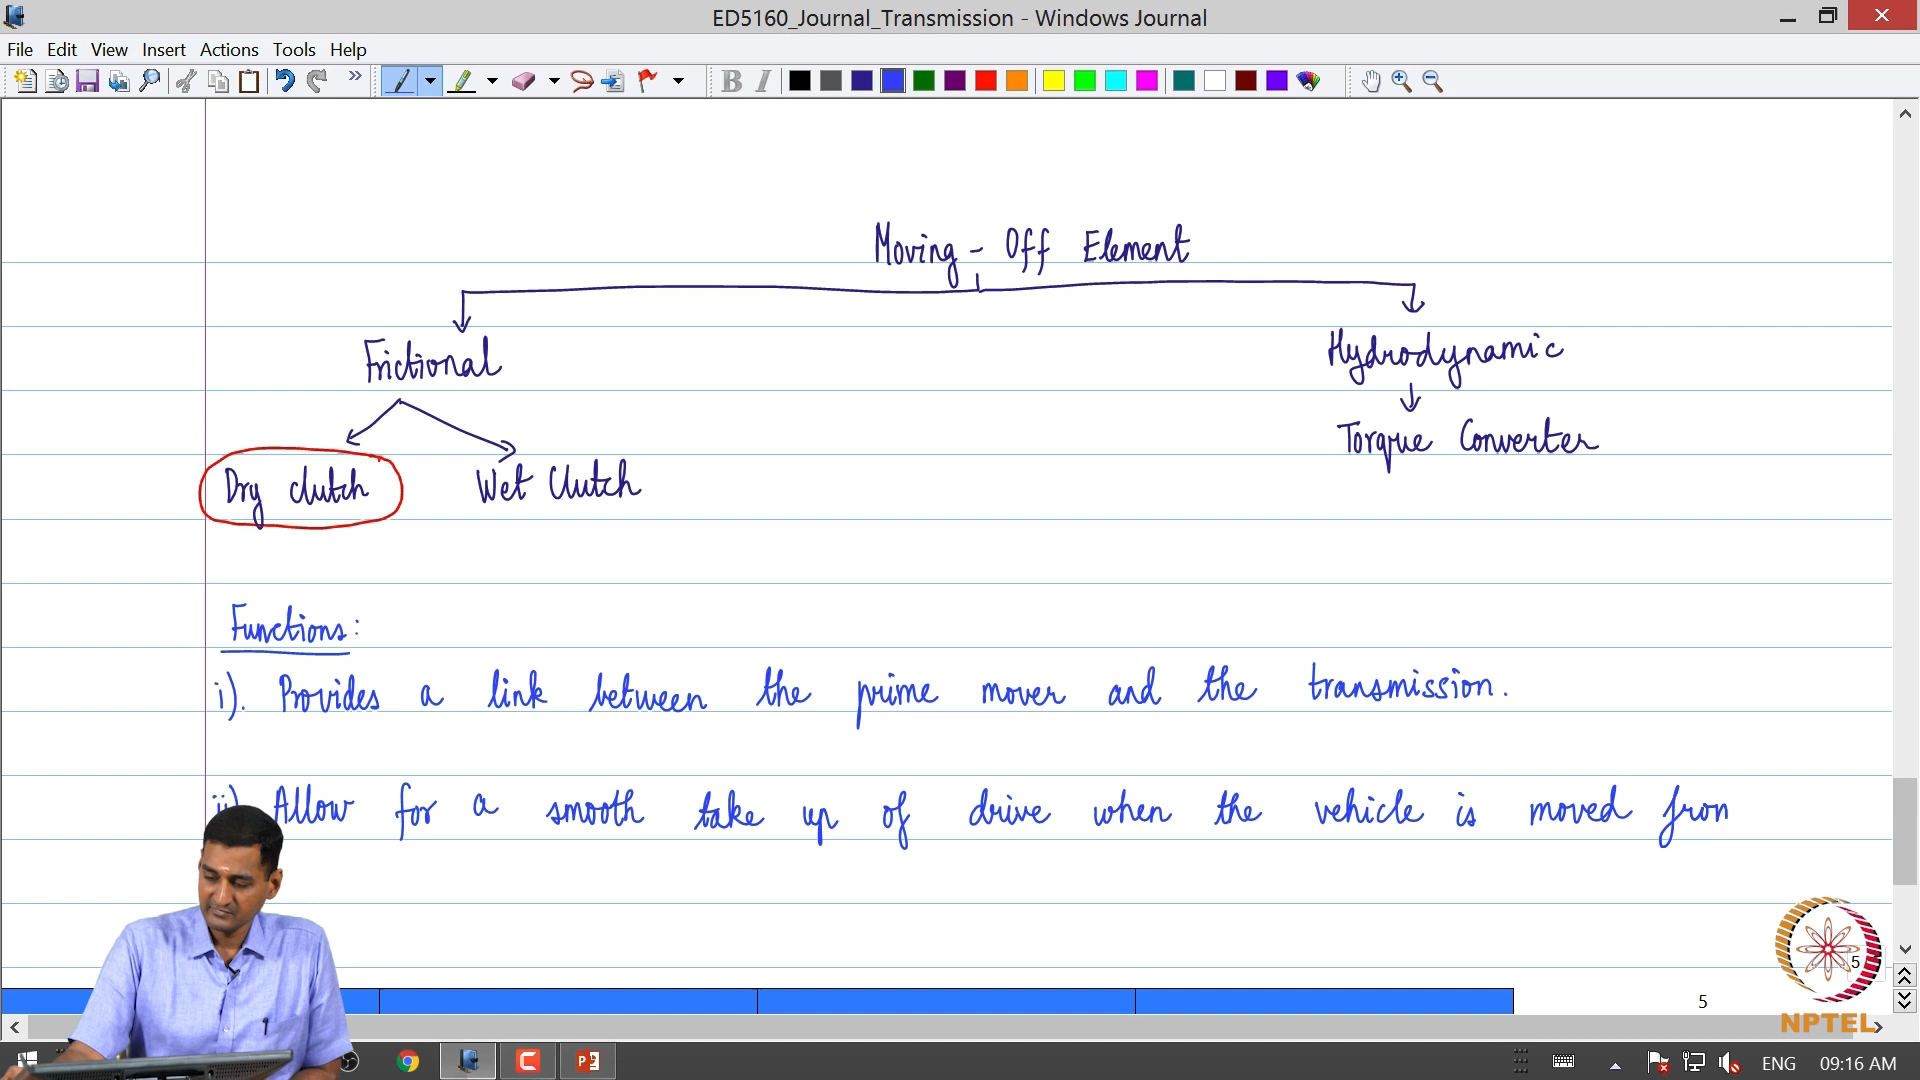 ED5160_Journal_Transmission - Windows Journal
File Edit View Insert Actions Tools Help
B I
Moving - Off Element
Frictional
Hydrodynamic
Torque Converter
Dry clutch
Wet Clutch
Functions:
i). Provides a link between the prime mover and the transmission.
ii) Allow for a smooth take up of drive when the vehicle is moved from
5
5
NPTEL
ENG 09:16 AM